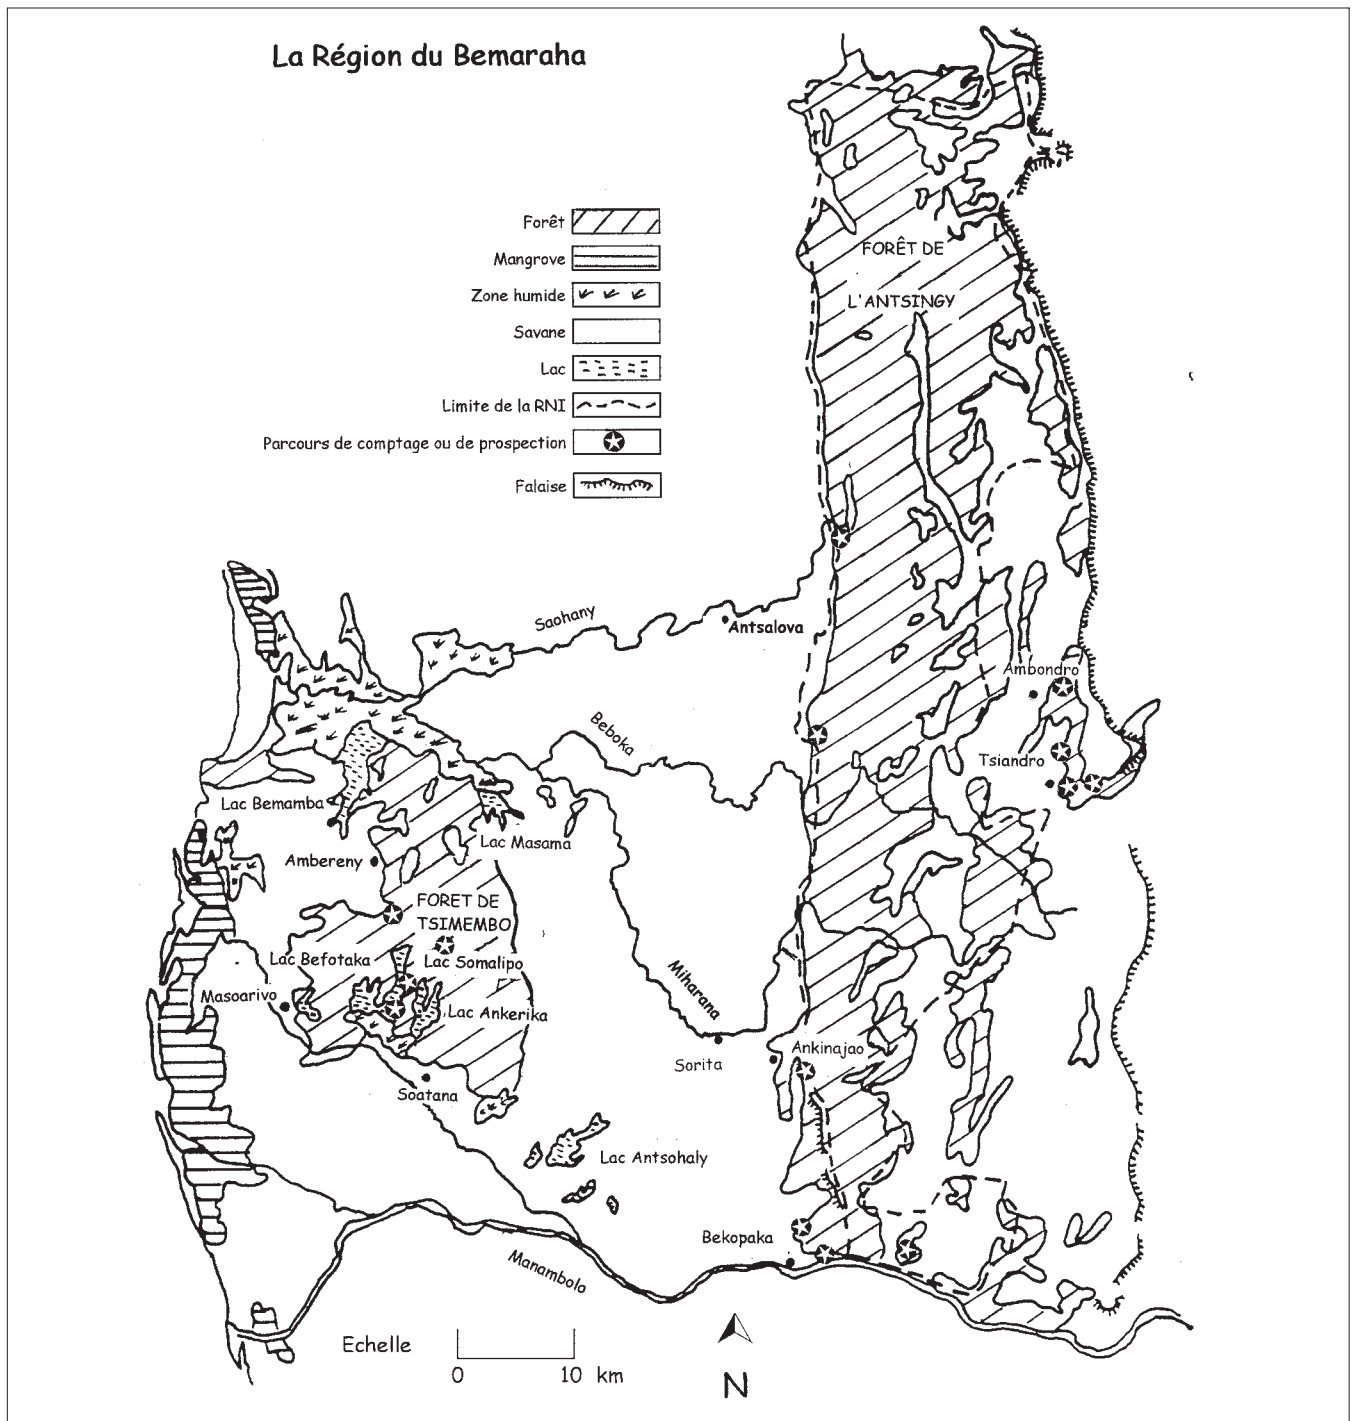 La Région du Bemaraha
Forêt
Mangrove
Zone humide
Savane
Lac
Limite de la RNI
Parcours de comptage ou de prospection
Falaise
FORÊT DE
L'ANTSINGY
Saohany
Antsalova
Ambondro
Beboka
Tsiandro
Lac Bemamba
Lac Masama
Ambereny
FORET DE
TSIMEMBO
Lac Befotaka
Lac Somalipo
Masoarivo
Lac Ankerika
Miharana
Sorita
Ankinajao
Soatana
Lac Antsohaly
Bekopaka
Manambolo
Echelle
0 10 km
N